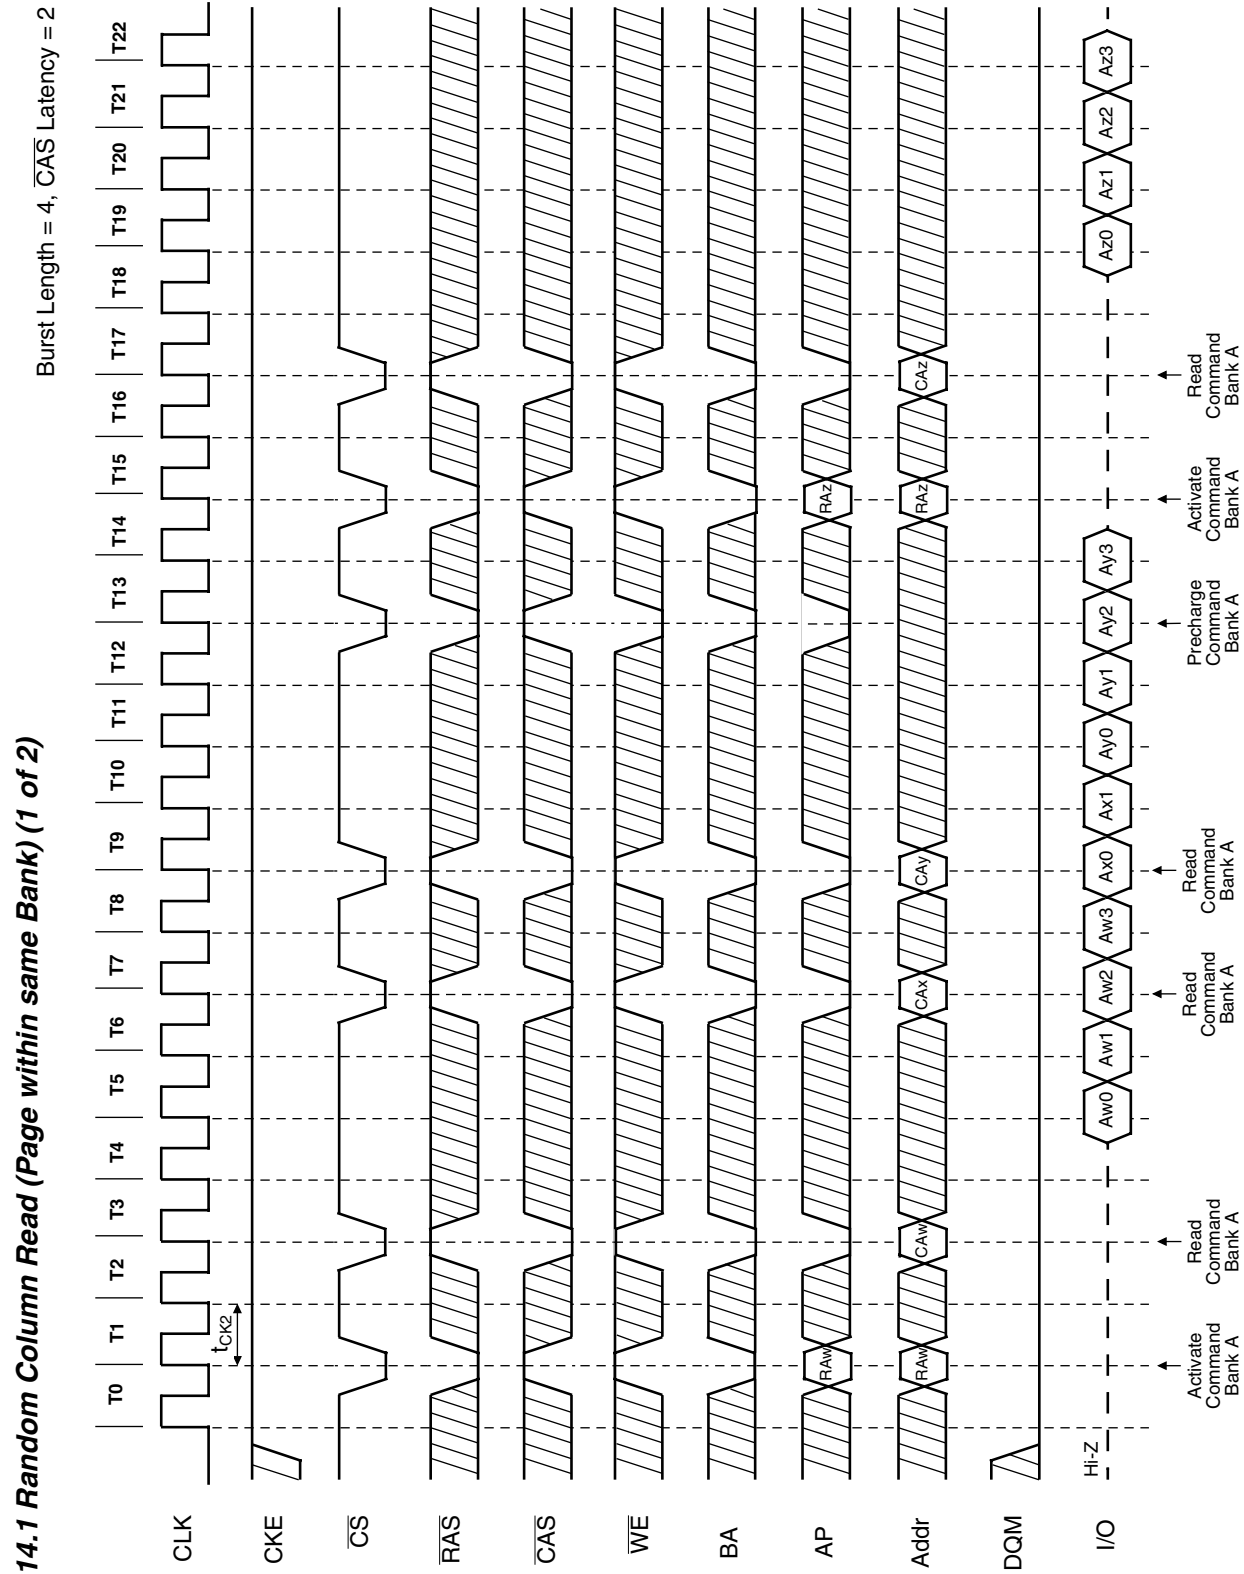 14.1 Random Column Read (Page within same Bank) (1 of 2)
Burst Length = 4, CAS Latency = 2
T0 T1 T2 T3 T4 T5 T6 T7 T8 T9 T10 T11 T12 T13 T14 T15 T16 T17 T18 T19 T20 T21 T22
CLK
tCK2
CKE
CS
RAS
CAS
WE
BA
AP
RAw RAz
Addr
RAw CAw CAx CAy RAz CAz
DQM
I/O
Hi-Z
Aw0 Aw1 Aw2 Aw3 Ax0 Ax1 Ay0 Ay1 Ay2 Ay3 Az0 Az1 Az2 Az3
Activate
Command
Bank A
Read
Command
Bank A
Read
Command
Bank A
Read
Command
Bank A
Precharge
Command
Bank A
Activate
Command
Bank A
Read
Command
Bank A